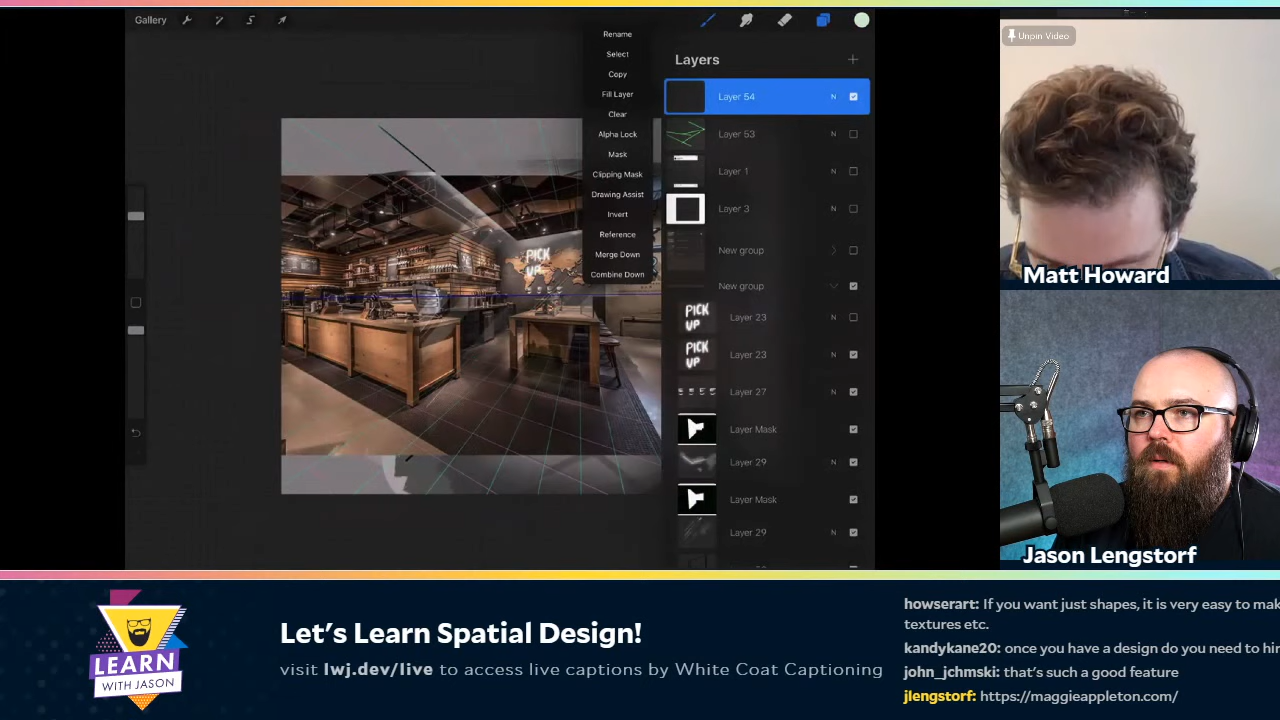 Gallery
Rename
Select
Copy
Fill Layer
Clear
Alpha Lock
Mask
Clipping Mask
Drawing Assist
Invert
Reference
Merge Down
Combine Down
Layers
Layer 54 N
Layer 53 N
Layer 1 N
Layer 3 N
New group
New group
PICK UP Layer 23 N
PICK UP Layer 23 N
Layer 27 N
Layer Mask
Layer 29 N
Layer Mask
Layer 29 N
PICK
UP
Unpin Video
Matt Howard
Jason Lengstorf
LEARN
WITH JASON
Let's Learn Spatial Design!
visit lwj.dev/live to access live captions by White Coat Captioning
howserart: If you want just shapes, it is very easy to mak
textures etc.
kandykane20: once you have a design do you need to hi
john_jchmski: that's such a good feature
jlengstorf: https://maggieappleton.com/